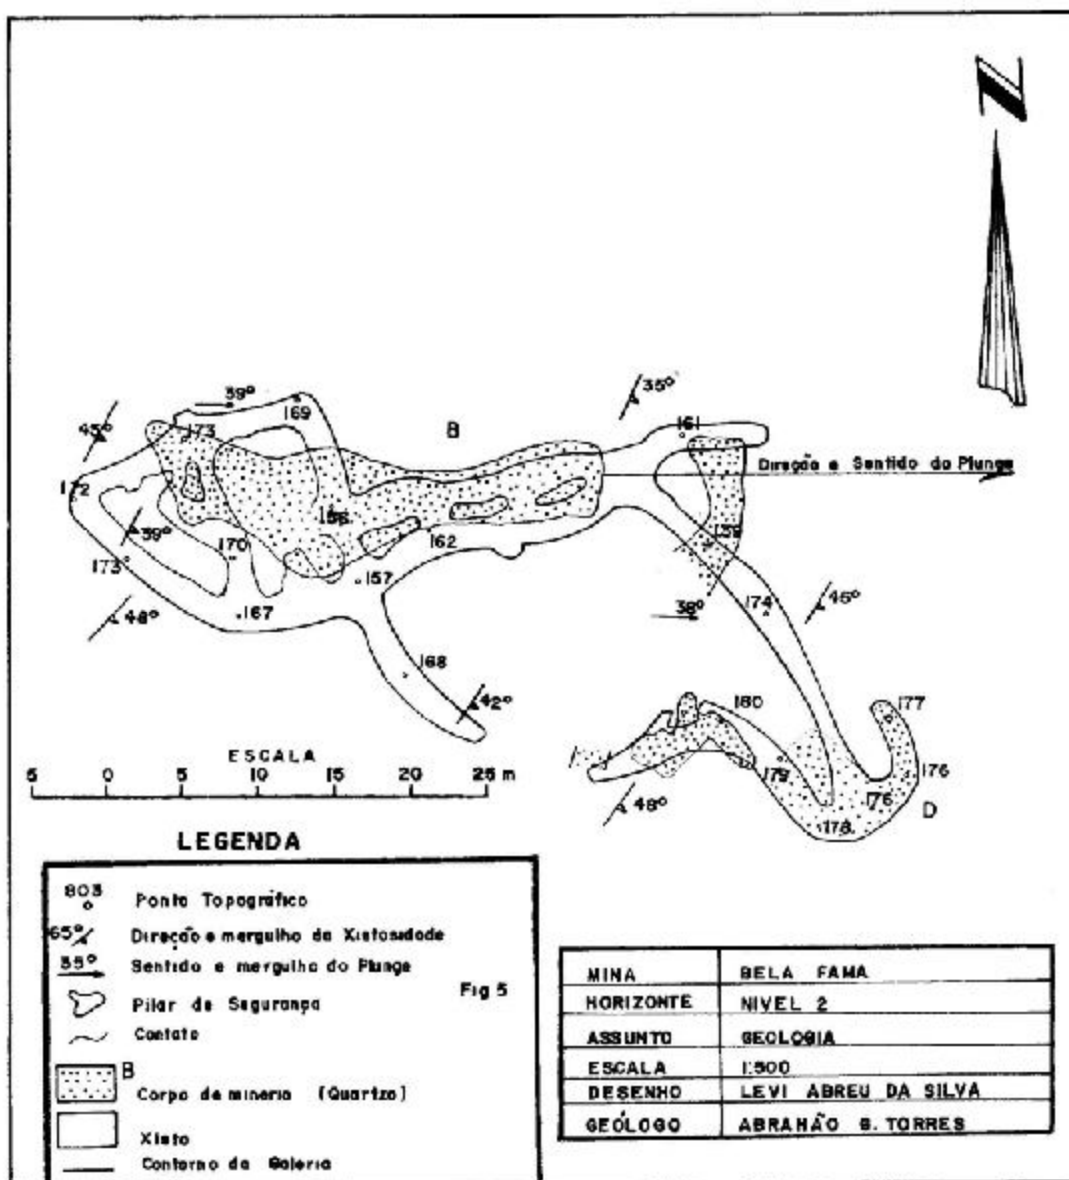 N
39°
35°
45°
173
169
B
161
Direção e Sentido do Plunge
172
39°
170
162
139
173
157
38°
174
45°
48°
167
168
42°
180
177
179
176
176
178
D
48°
ESCALA
5 0 5 10 15 20 25 m
LEGENDA
803 Ponto Topográfico
65° Direção e mergulho da Xistosidade
35° Sentido e mergulho do Plunge
Pilar de Segurança
Fig 5
Contato
B Corpo de minerio (Quartzo)
Xisto
Contorno da Galeria
MINA BELA FAMA
HORIZONTE NIVEL 2
ASSUNTO GEOLOGIA
ESCALA 1:500
DESENHO LEVI ABREU DA SILVA
GEÓLOGO ABRAHÃO G. TORRES